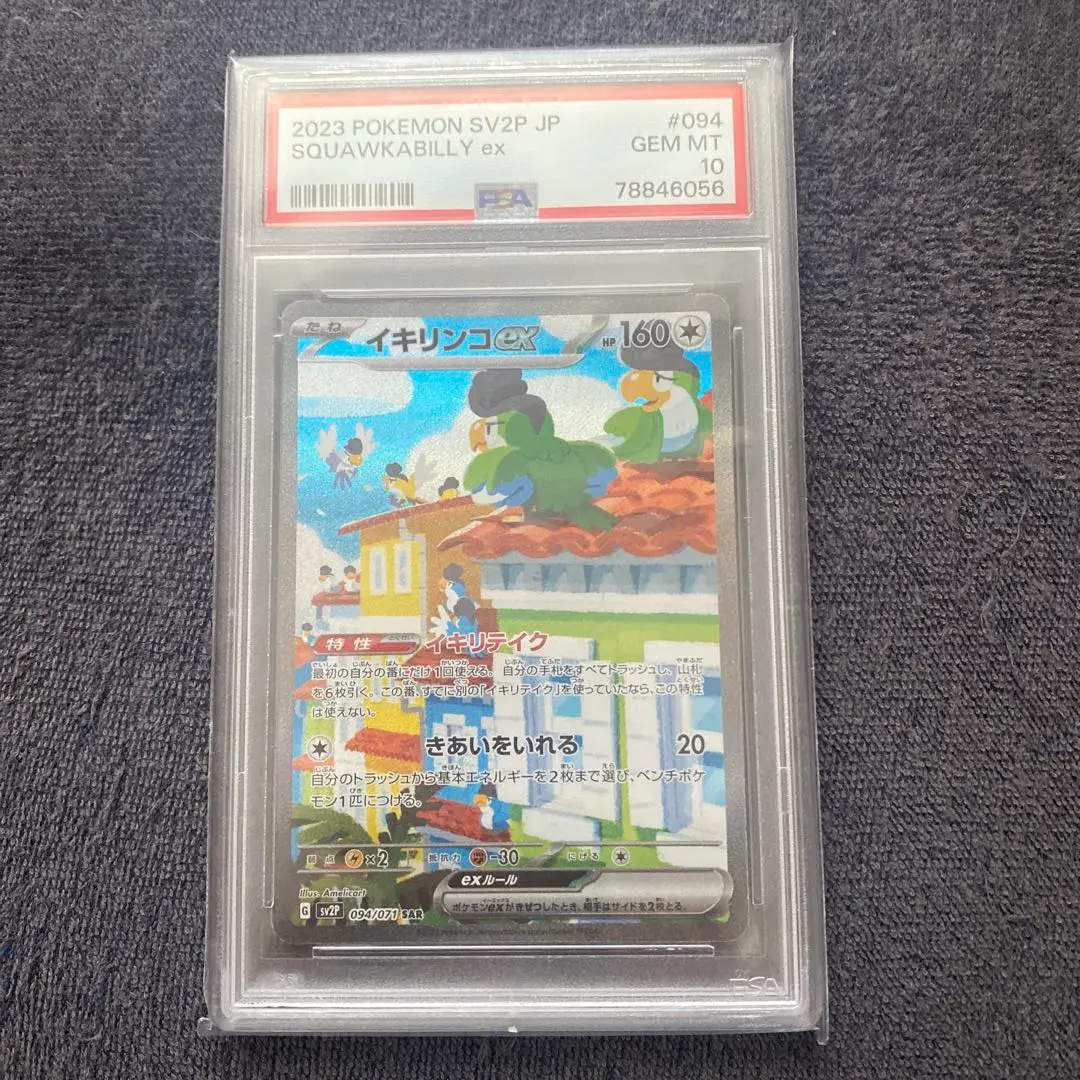 2023 POKEMON SV2P JP #094
SQUAWKABILLY ex GEM MT
10
PSA 78846056
たね イキリンコex HP 160
特性 とくせい イキリテイク
最初の自分の番にだけ1回使える。自分の手札をすべてトラッシュし、山札
を6枚引く。この番、すでに別の「イキリテイク」を使っていたなら、この特性
は使えない。
きあいをいれる 20
自分のトラッシュから基本エネルギーを2枚まで選び、ベンチポケ
モン1匹につける。
弱点 ×2 抵抗力 -30 にげる
exルール
ポケモンexがきぜつしたとき、相手はサイドを2枚とる。
Illus. Amelicart
G SV2P 094/071 SAR
PSA